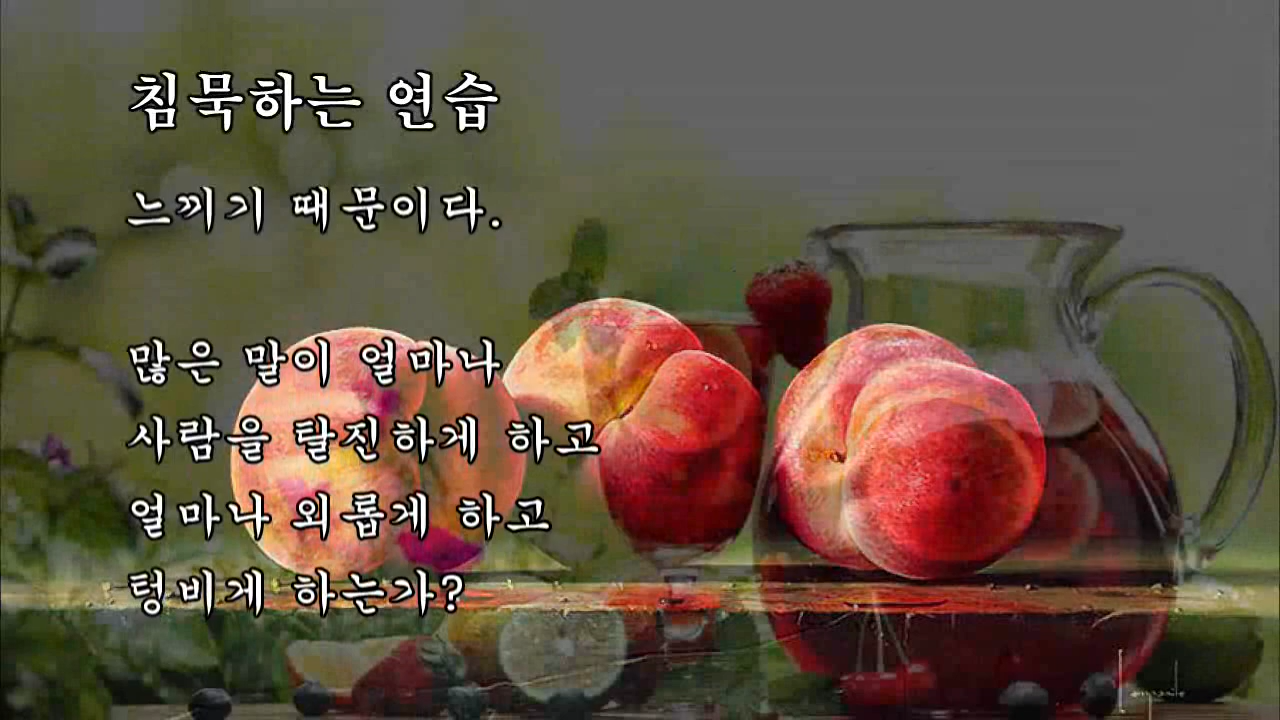 침묵하는 연습
느끼기 때문이다.
많은 말이 얼마나
사람을 탈진하게 하고
얼마나 외롭게 하고
텅비게 하는가?